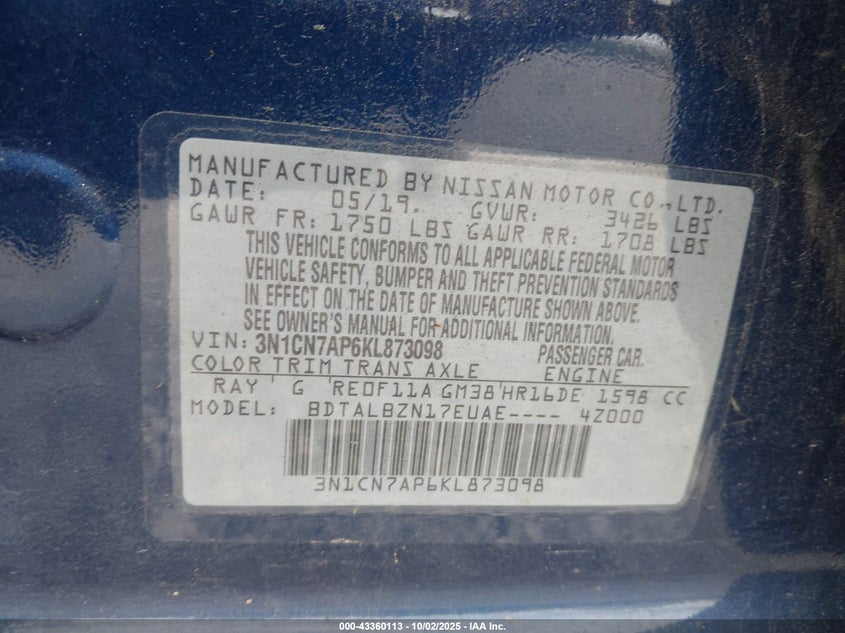 MANUFACTURED BY NISSAN MOTOR CO.,LTD.
DATE: 05/19. GVWR: 3426 LBS
GAWR FR: 1750 LBS GAWR RR: 1708 LBS
THIS VEHICLE CONFORMS TO ALL APPLICABLE FEDERAL MOTOR
VEHICLE SAFETY, BUMPER AND THEFT PREVENTION STANDARDS
IN EFFECT ON THE DATE OF MANUFACTURE SHOWN ABOVE.
SEE OWNER'S MANUAL FOR ADDITIONAL INFORMATION.
VIN: 3N1CN7AP6KL873098 PASSENGER CAR.
COLOR TRIM TRANS AXLE ENGINE
RAY G RE0F11A GM38 HR16DE 1598 CC
MODEL: BDTALBZN17EUAE---- 4Z000
3N1CN7AP6KL873098
000-43360113 - 10/02/2025 - IAA Inc.